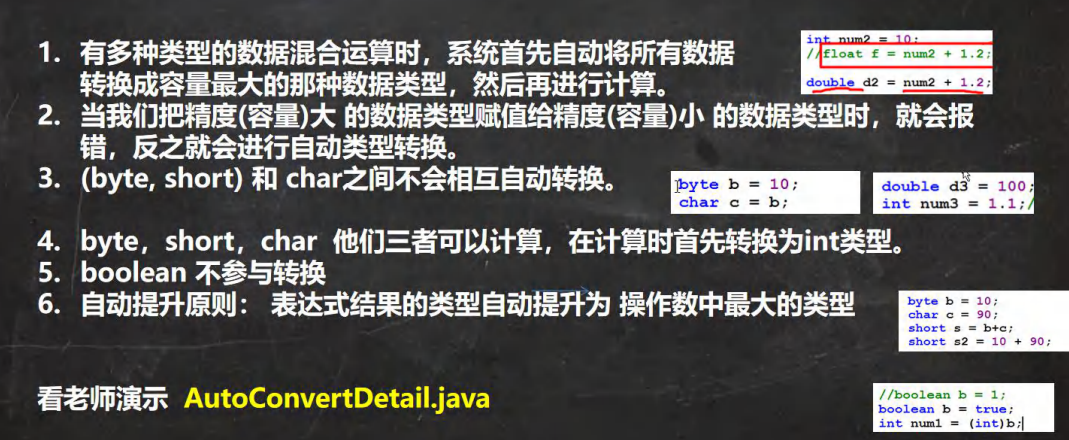 1. 有多种类型的数据混合运算时，系统首先自动将所有数据
转换成容量最大的那种数据类型，然后再进行计算。
int num2 = 10;
//float f = num2 + 1.2;
double d2 = num2 + 1.2;
2. 当我们把精度(容量)大 的数据类型赋值给精度(容量)小 的数据类型时，就会报
错，反之就会进行自动类型转换。
3. (byte, short) 和 char之间不会相互自动转换。
byte b = 10;
char c = b;
double d3 = 100;
int num3 = 1.1;/
4. byte，short，char 他们三者可以计算，在计算时首先转换为int类型。
5. boolean 不参与转换
6. 自动提升原则： 表达式结果的类型自动提升为 操作数中最大的类型
byte b = 10;
char c = 90;
short s = b+c;
short s2 = 10 + 90;
看老师演示 AutoConvertDetail.java
//boolean b = 1;
boolean b = true;
int num1 = (int)b;